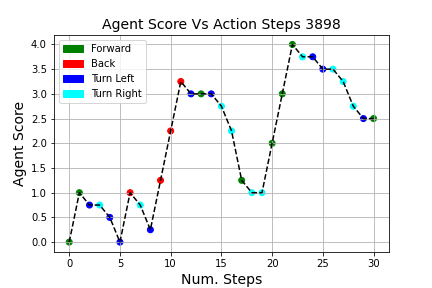 Agent Score Vs Action Steps 3898
Agent Score
4.0
3.5
3.0
2.5
2.0
1.5
1.0
0.5
0.0
Forward
Back
Turn Left
Turn Right
0 5 10 15 20 25 30
Num. Steps